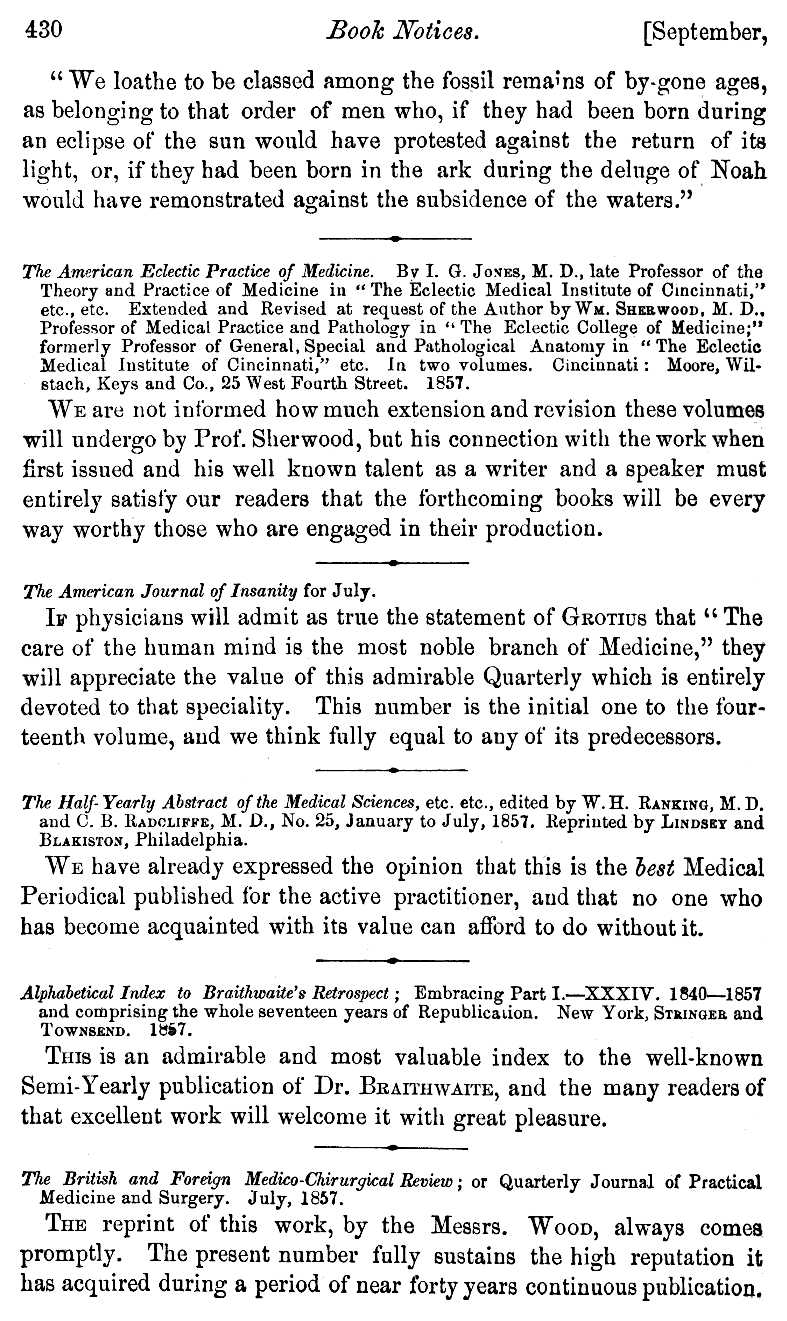 430 Book Notices. [September,
“ We loathe to be classed among the fossil remains of by-gone ages,
as belonging to that order of men who, if they had been born during
an eclipse of the sun would have protested against the return of its
light, or, if they had been born in the ark during the deluge of Noah
would have remonstrated against the subsidence of the waters.”
The American Eclectic Practice of Medicine. By I. G. Jones, M. D., late Professor of the
Theory and Practice of Medicine in “ The Eclectic Medical Institute of Cincinnati,”
etc., etc. Extended and Revised at request of the Author by Wm. Sherwood, M. D.,
Professor of Medical Practice and Pathology in “ The Eclectic College of Medicine;”
formerly Professor of General, Special and Pathological Anatomy in “ The Eclectic
Medical Institute of Cincinnati,” etc. In two volumes. Cincinnati : Moore, Wil-
stach, Keys and Co., 25 West Fourth Street. 1857.
We are not informed how much extension and revision these volumes
will undergo by Prof. Sherwood, but his connection with the work when
first issued and his well known talent as a writer and a speaker must
entirely satisfy our readers that the forthcoming books will be every
way worthy those who are engaged in their production.
The American Journal of Insanity for July.
If physicians will admit as true the statement of Grotius that “ The
care of the human mind is the most noble branch of Medicine,” they
will appreciate the value of this admirable Quarterly which is entirely
devoted to that speciality. This number is the initial one to the four-
teenth volume, and we think fully equal to any of its predecessors.
The Half-Yearly Abstract of the Medical Sciences, etc. etc., edited by W. H. Ranking, M. D.
and C. B. Radcliffe, M. D., No. 25, January to July, 1857. Reprinted by Lindsey and
Blakiston, Philadelphia.
We have already expressed the opinion that this is the best Medical
Periodical published for the active practitioner, and that no one who
has become acquainted with its value can afford to do without it.
Alphabetical Index to Braithwaite’s Retrospect ; Embracing Part I.—XXXIV. 1840—1857
and comprising the whole seventeen years of Republication. New York, Stringer and
Townsend. 1857.
This is an admirable and most valuable index to the well-known
Semi-Yearly publication of Dr. Braithwaite, and the many readers of
that excellent work will welcome it with great pleasure.
The British and Foreign Medico-Chirurgical Review ; or Quarterly Journal of Practical
Medicine and Surgery. July, 1857.
The reprint of this work, by the Messrs. Wood, always comes
promptly. The present number fully sustains the high reputation it
has acquired during a period of near forty years continuous publication.